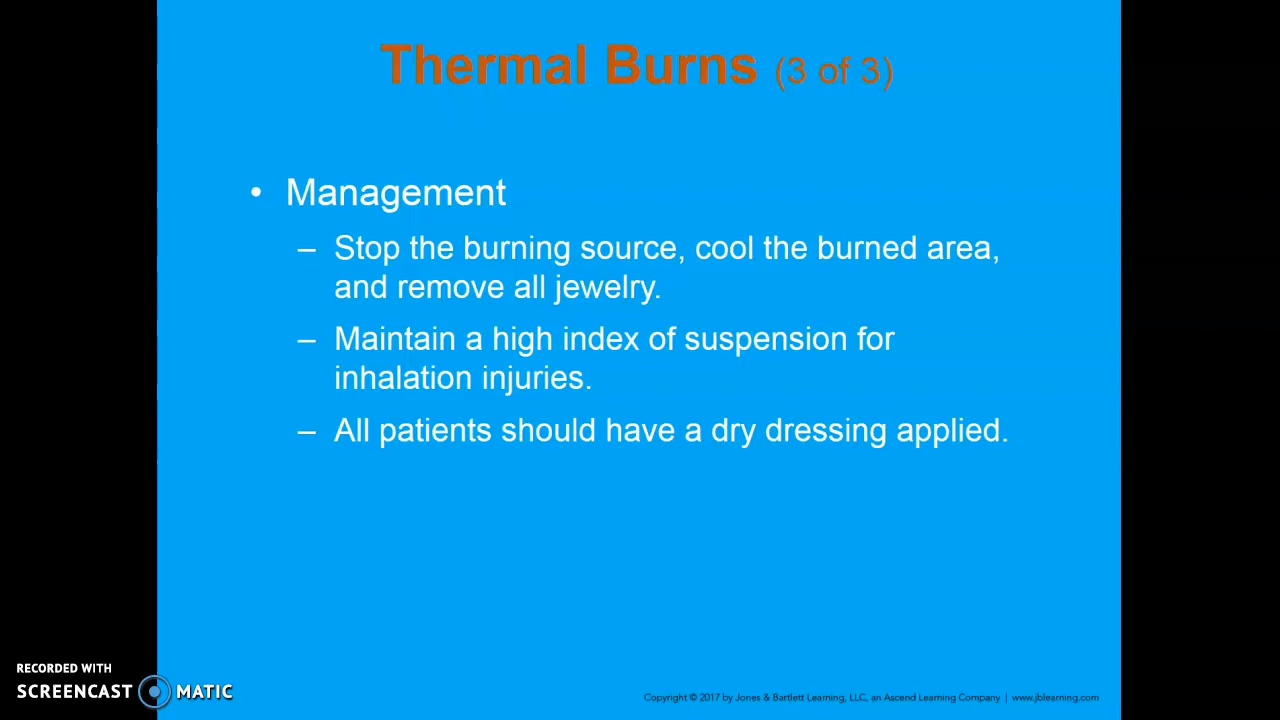 Thermal Burns (3 of 3)
• Management
– Stop the burning source, cool the burned area,
and remove all jewelry.
– Maintain a high index of suspension for
inhalation injuries.
– All patients should have a dry dressing applied.
RECORDED WITH
SCREENCAST MATIC
Copyright © 2017 by Jones & Bartlett Learning, LLC, an Ascend Learning Company | www.jblearning.com